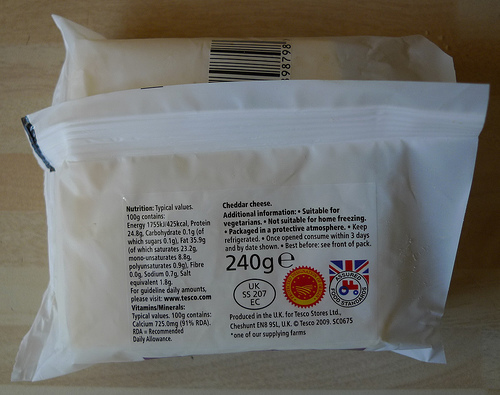 98798
Nutrition: Typical values.
100g contains:
Energy 1755kJ/425kcal, Protein
24.8g, Carbohydrate 0.1g (of
which sugars 0.1g), Fat 35.9g
(of which saturates 23.2g,
mono-unsaturates 8.8g,
polyunsaturates 0.9g), Fibre
0.0g, Sodium 0.7g, Salt
equivalent 1.8g.
For guideline daily amounts,
please visit: www.tesco.com
Vitamins/Minerals:
Typical values. 100g contains:
Calcium 725.0mg (91% RDA).
RDA = Recommended
Daily Allowance.
Cheddar cheese.
Additional information: • Suitable for
vegetarians. • Not suitable for home freezing.
• Packaged in a protective atmosphere. • Keep
refrigerated. • Once opened consume within 3 days
and by date shown. • Best before: see front of pack.
240g e
UK
SS 207
EC
ASSURED
FOOD STANDARDS
Produced in the U.K. for Tesco Stores Ltd.,
Cheshunt EN8 9SL, U.K. © Tesco 2009. SC0675
*one of our supplying farms